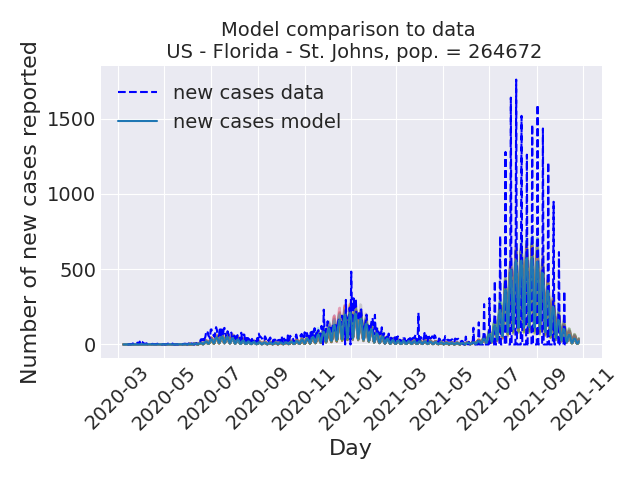 Model comparison to data
US - Florida - St. Johns, pop. = 264672
Number of new cases reported
new cases data
new cases model
1500
1000
500
0
2020-03
2020-05
2020-07
2020-09
2020-11
2021-01
2021-03
2021-05
2021-07
2021-09
2021-11
Day